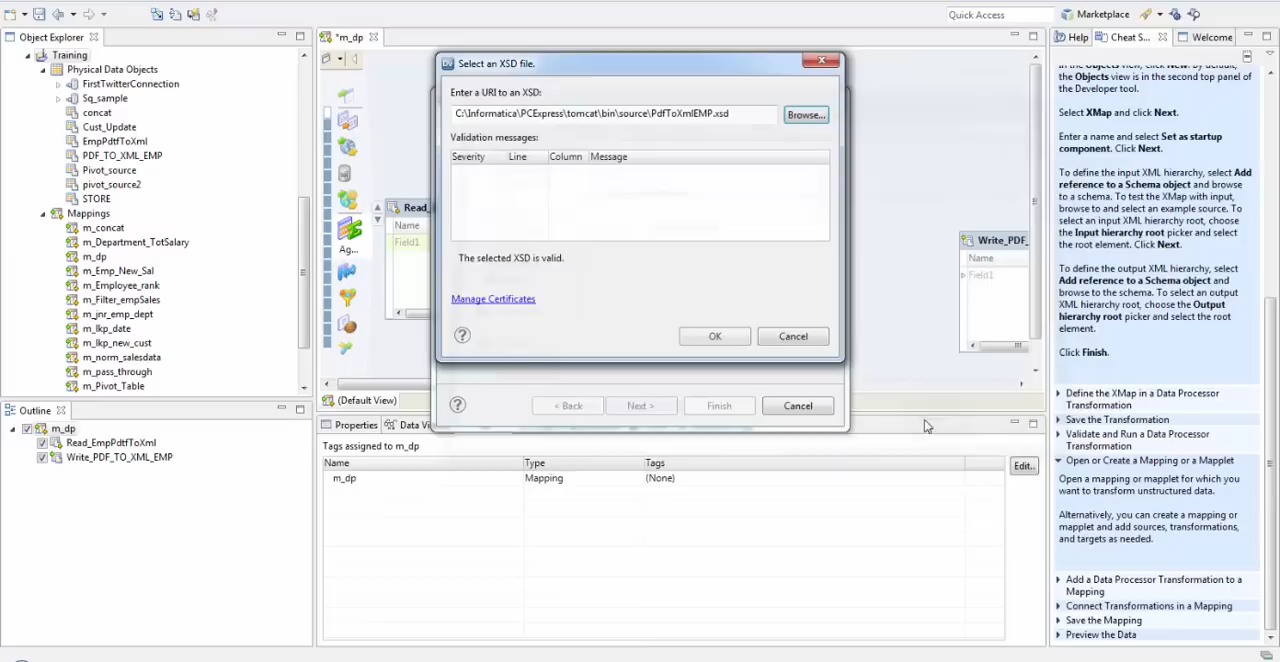 Quick Access
Marketplace
Object Explorer
*m_dp
Help
Cheat S...
Welcome
Training
Physical Data Objects
FirstTwitterConnection
Sq_sample
concat
Cust_Update
EmpPdfToXml
PDF_TO_XML_EMP
Pivot_source
pivot_source2
STORE
Mappings
m_concat
m_Department_TotSalary
m_dp
m_Emp_New_Sal
m_Employee_rank
m_Filter_empSales
m_jnr_emp_dept
m_lkp_date
m_lkp_new_cust
m_norm_salesdata
m_pass_through
m_Pivot_Table
Outline
m_dp
Read_EmpPdfToXml
Write_PDF_TO_XML_EMP
Ag...
Read_
Name
Field1
(Default View)
Select an XSD file.
Enter a URI to an XSD:
C:\Informatica\PCExpress\tomcat\bin\source\PdfToXmlEMP.xsd
Browse...
Validation messages:
Severity Line Column Message
The selected XSD is valid.
Manage Certificates
OK
Cancel
< Back
Next >
Finish
Cancel
Write_PDF_
Name
Field1
Properties
Data Vi
Tags assigned to m_dp
Name Type Tags
m_dp Mapping (None)
Edit..
in the Objects view, click New. By default,
the Objects view is in the second top panel of
the Developer tool.
Select XMap and click Next.
Enter a name and select Set as startup
component. Click Next.
To define the input XML hierarchy, select Add
reference to a Schema object and browse
to a schema. To test the XMap with input,
browse to and select an example source. To
select an input XML hierarchy root, choose
the Input hierarchy root picker and select
the root element. Click Next.
To define the output XML hierarchy, select
Add reference to a Schema object and
browse to the schema. To select an output
XML hierarchy root, choose the Output
hierarchy root picker and select the root
element.
Click Finish.
Define the XMap in a Data Processor
Transformation
Save the Transformation
Validate and Run a Data Processor
Transformation
Open or Create a Mapping or a Mapplet
Open a mapping or mapplet for which you
want to transform unstructured data.
Alternatively, you can create a mapping or
mapplet and add sources, transformations,
and targets as needed.
Add a Data Processor Transformation to a
Mapping
Connect Transformations in a Mapping
Save the Mapping
Preview the Data